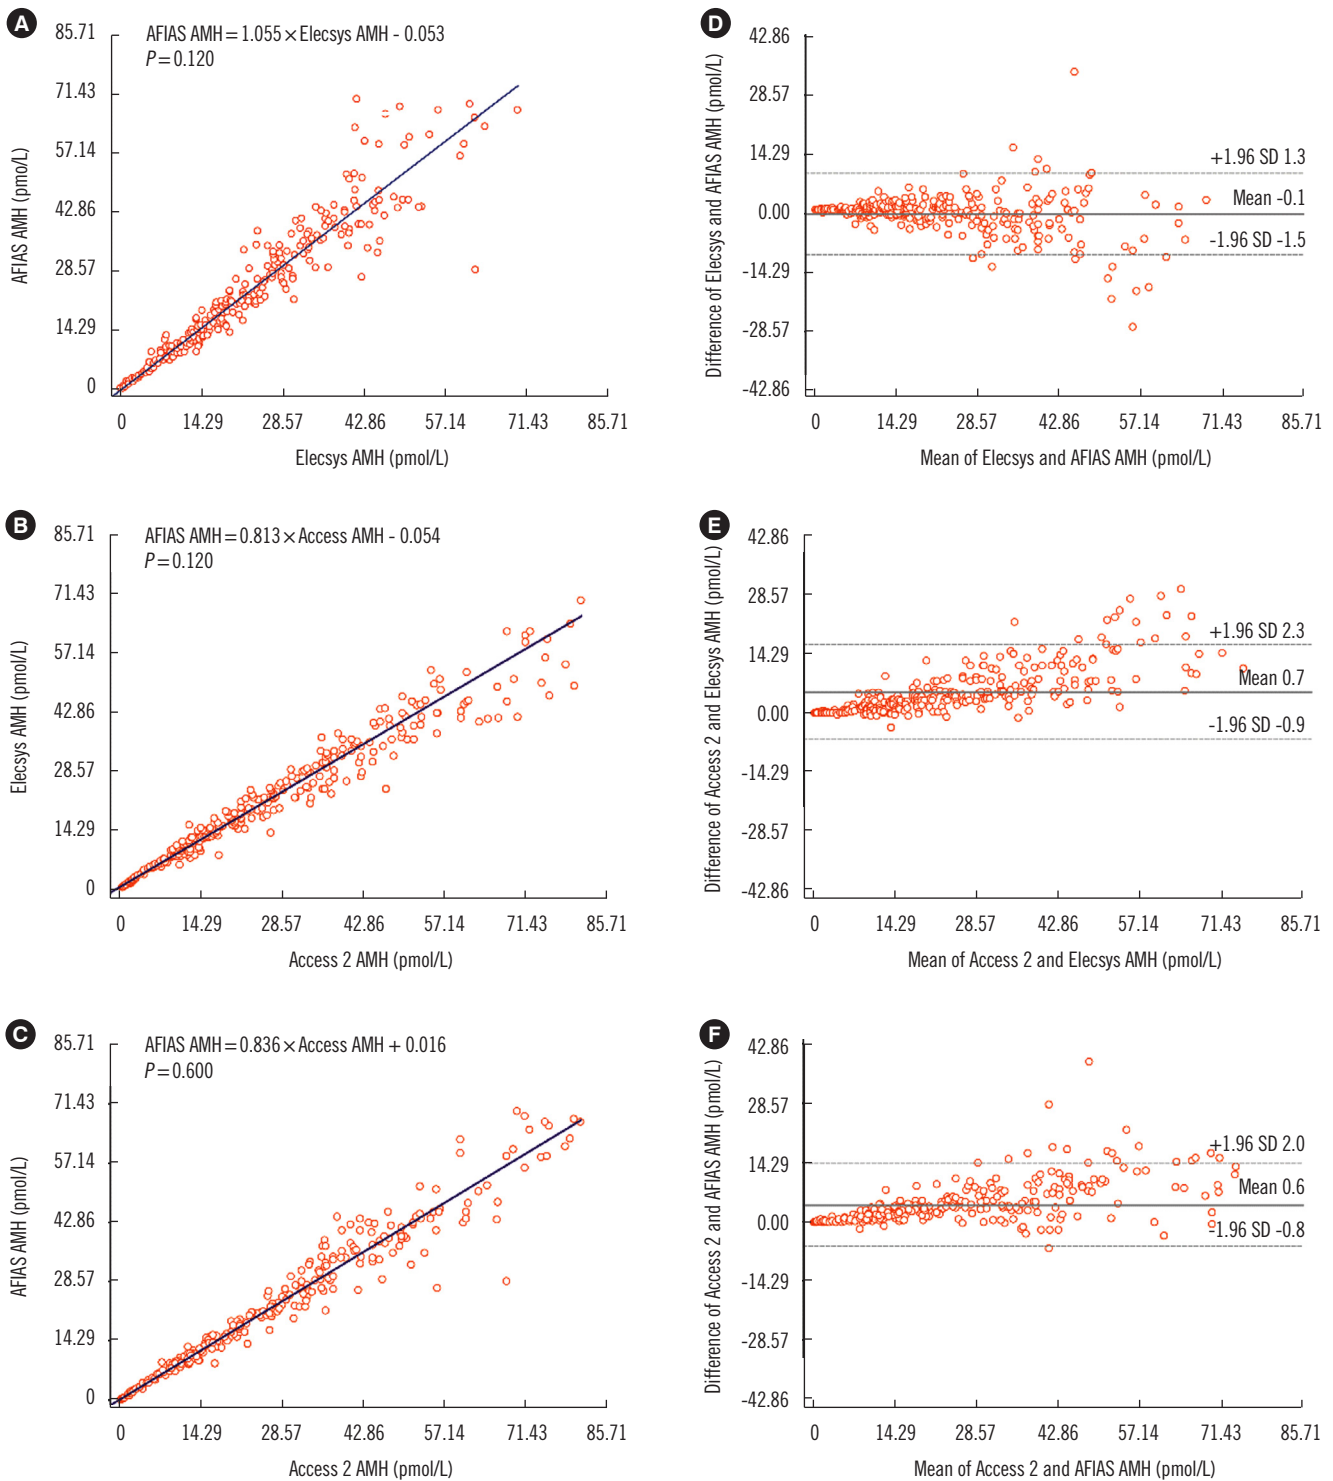 A
AFIAS AMH=1.055×Elecsys AMH - 0.053
P=0.120
85.71
71.43
57.14
42.86
28.57
14.29
0
AFIAS AMH (pmo/L)
0 14.29 28.57 42.86 57.14 71.43 85.71
Elecsys AMH (pmol/L)
D
42.86
28.57
14.29
0.00
-14.29
-28.57
-42.86
Difference of Elecsys and AFIAS AMH (pmol/L)
+1.96 SD 1.3
Mean -0.1
-1.96 SD -1.5
0 14.29 28.57 42.86 57.14 71.43 85.71
Mean of Elecsys and AFIAS AMH (pmol/L)
B
AFIAS AMH=0.813×Access AMH - 0.054
P=0.120
85.71
71.43
57.14
42.86
28.57
14.29
0
Elecsys AMH (pmol/L)
0 14.29 28.57 42.86 57.14 71.43 85.71
Access 2 AMH (pmol/L)
E
42.86
28.57
14.29
0.00
-14.29
-28.57
-42.86
Difference of Access 2 and Elecsys AMH (pmol/L)
+1.96 SD 2.3
Mean 0.7
-1.96 SD -0.9
0 14.29 28.57 42.86 57.14 71.43 85.71
Mean of Access 2 and Elecsys AMH (pmol/L)
C
AFIAS AMH=0.836×Access AMH + 0.016
P=0.600
85.71
71.43
57.14
42.86
28.57
14.29
0
AFIAS AMH (pmol/L)
0 14.29 28.57 42.86 57.14 71.43 85.71
Access 2 AMH (pmol/L)
F
42.86
28.57
14.29
0.00
-14.29
-28.57
-42.86
Difference of Access 2 and AFIAS AMH (pmol/L)
+1.96 SD 2.0
Mean 0.6
-1.96 SD -0.8
0 14.29 28.57 42.86 57.14 71.43 85.71
Mean of Access 2 and AFIAS AMH (pmol/L)